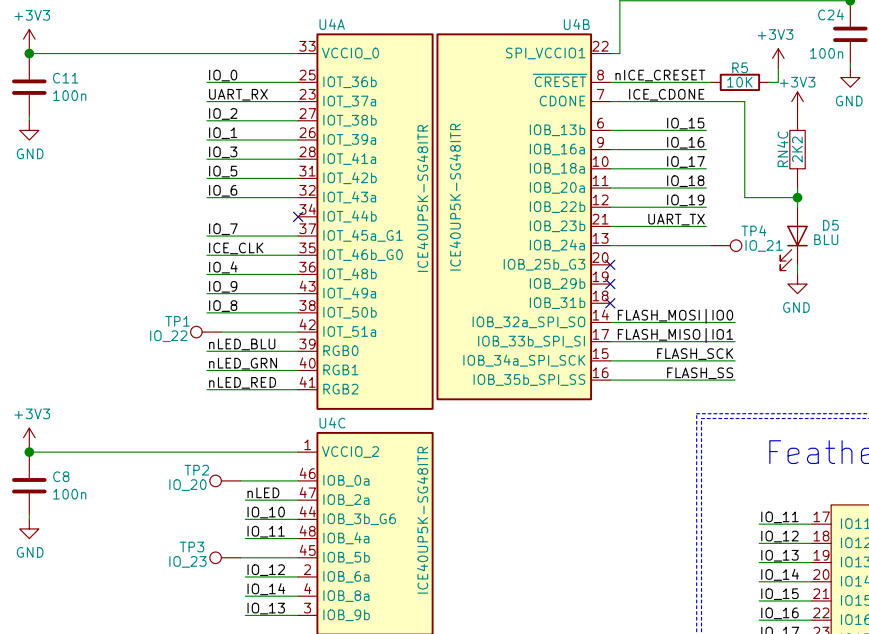 +3V3
C11
100n
GND
U4A
33 VCCIO_0
IO_0 25 IOT_36b
UART_RX 23 IOT_37a
IO_2 27 IOT_38b
IO_1 26 IOT_39a
IO_3 28 IOT_41a
IO_5 31 IOT_42b
IO_6 32 IOT_43a
34 IOT_44b
IO_7 37 IOT_45a_G1
ICE_CLK 35 IOT_46b_G0
IO_4 36 IOT_48b
IO_9 43 IOT_49a
IO_8 38 IOT_50b
TP1
IO_22 42 IOT_51a
nLED_BLU 39 RGB0
nLED_GRN 40 RGB1
nLED_RED 41 RGB2
ICE40UP5K-SG48ITR
U4B
SPI_VCCIO1 22
CRESET 8 nICE_CRESET
CDONE 7 ICE_CDONE
IOB_13b 6 IO_15
IOB_16a 9 IO_16
IOB_18a 10 IO_17
IOB_20a 11 IO_18
IOB_22b 12 IO_19
IOB_23b 21 UART_TX
IOB_24a 13
IOB_25b_G3 20
IOB_29b 19
IOB_31b 18
IOB_32a_SPI_SO 14 FLASH_MOSI|IO0
IOB_33b_SPI_SI 17 FLASH_MISO|IO1
IOB_34a_SPI_SCK 15 FLASH_SCK
IOB_35b_SPI_SS 16 FLASH_SS
ICE40UP5K-SG48ITR
R5
10K
+3V3
C24
100n
GND
+3V3
RN4C
2K2
TP4
IO_21
D5
BLU
GND
+3V3
C8
100n
GND
U4C
1 VCCIO_2
TP2
IO_20 46 IOB_0a
nLED 47 IOB_2a
IO_10 44 IOB_3b_G6
IO_11 48 IOB_4a
TP3
IO_23 45 IOB_5b
IO_12 2 IOB_6a
IO_14 4 IOB_8a
IO_13 3 IOB_9b
ICE40UP5K-SG48ITR
Feathe
IO_11 17 IO11
IO_12 18 IO12
IO_13 19 IO13
IO_14 20 IO14
IO_15 21 IO15
IO_16 22 IO16
IO_17 23